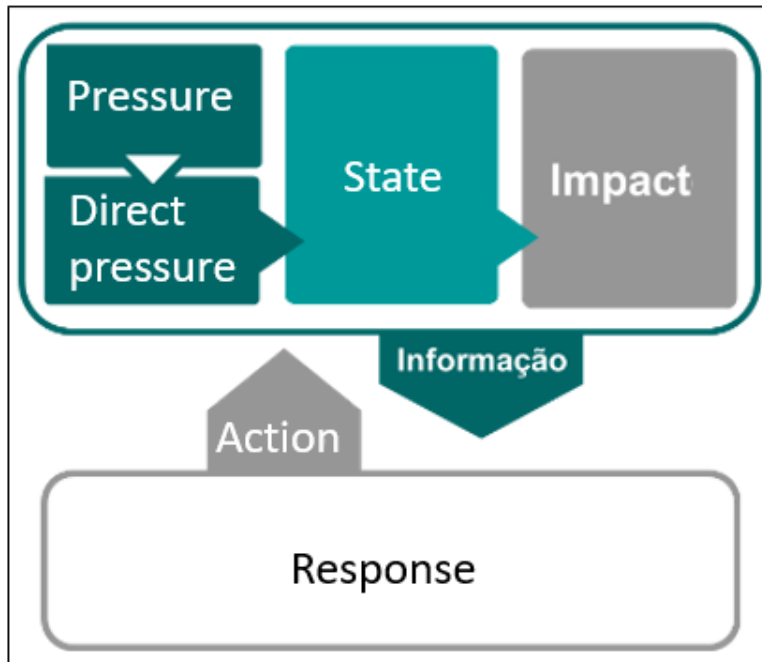 Pressure
Direct
pressure
State
Impact
Informação
Action
Response